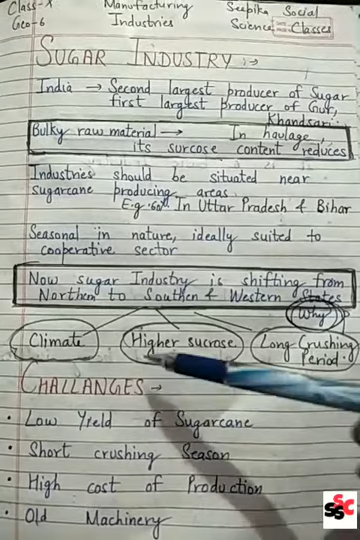 Class-X
Geo-6
Manufacturing
Industries
Deepika Social
Science Classes
SUGAR INDUSTRY :→
India → Second largest producer of Sugar
first largest producer of Gur,
Khandsari.
Bulky raw material → In haulage,
its surcose content reduces
Industries should be situated near
sugarcane producing areas.
E.g. 60% In Uttar Pradesh & Bihar
Seasonal in nature, ideally suited to
cooperative sector
Now sugar Industry is shifting from
Northen to Southen & Western States
Why
Climate
Higher sucrose
Long Crushing
Period.
CHALLANGES →
• Low Yield of Sugarcane
• Short crushing Season
• High cost of Production
• Old Machinery
SSC